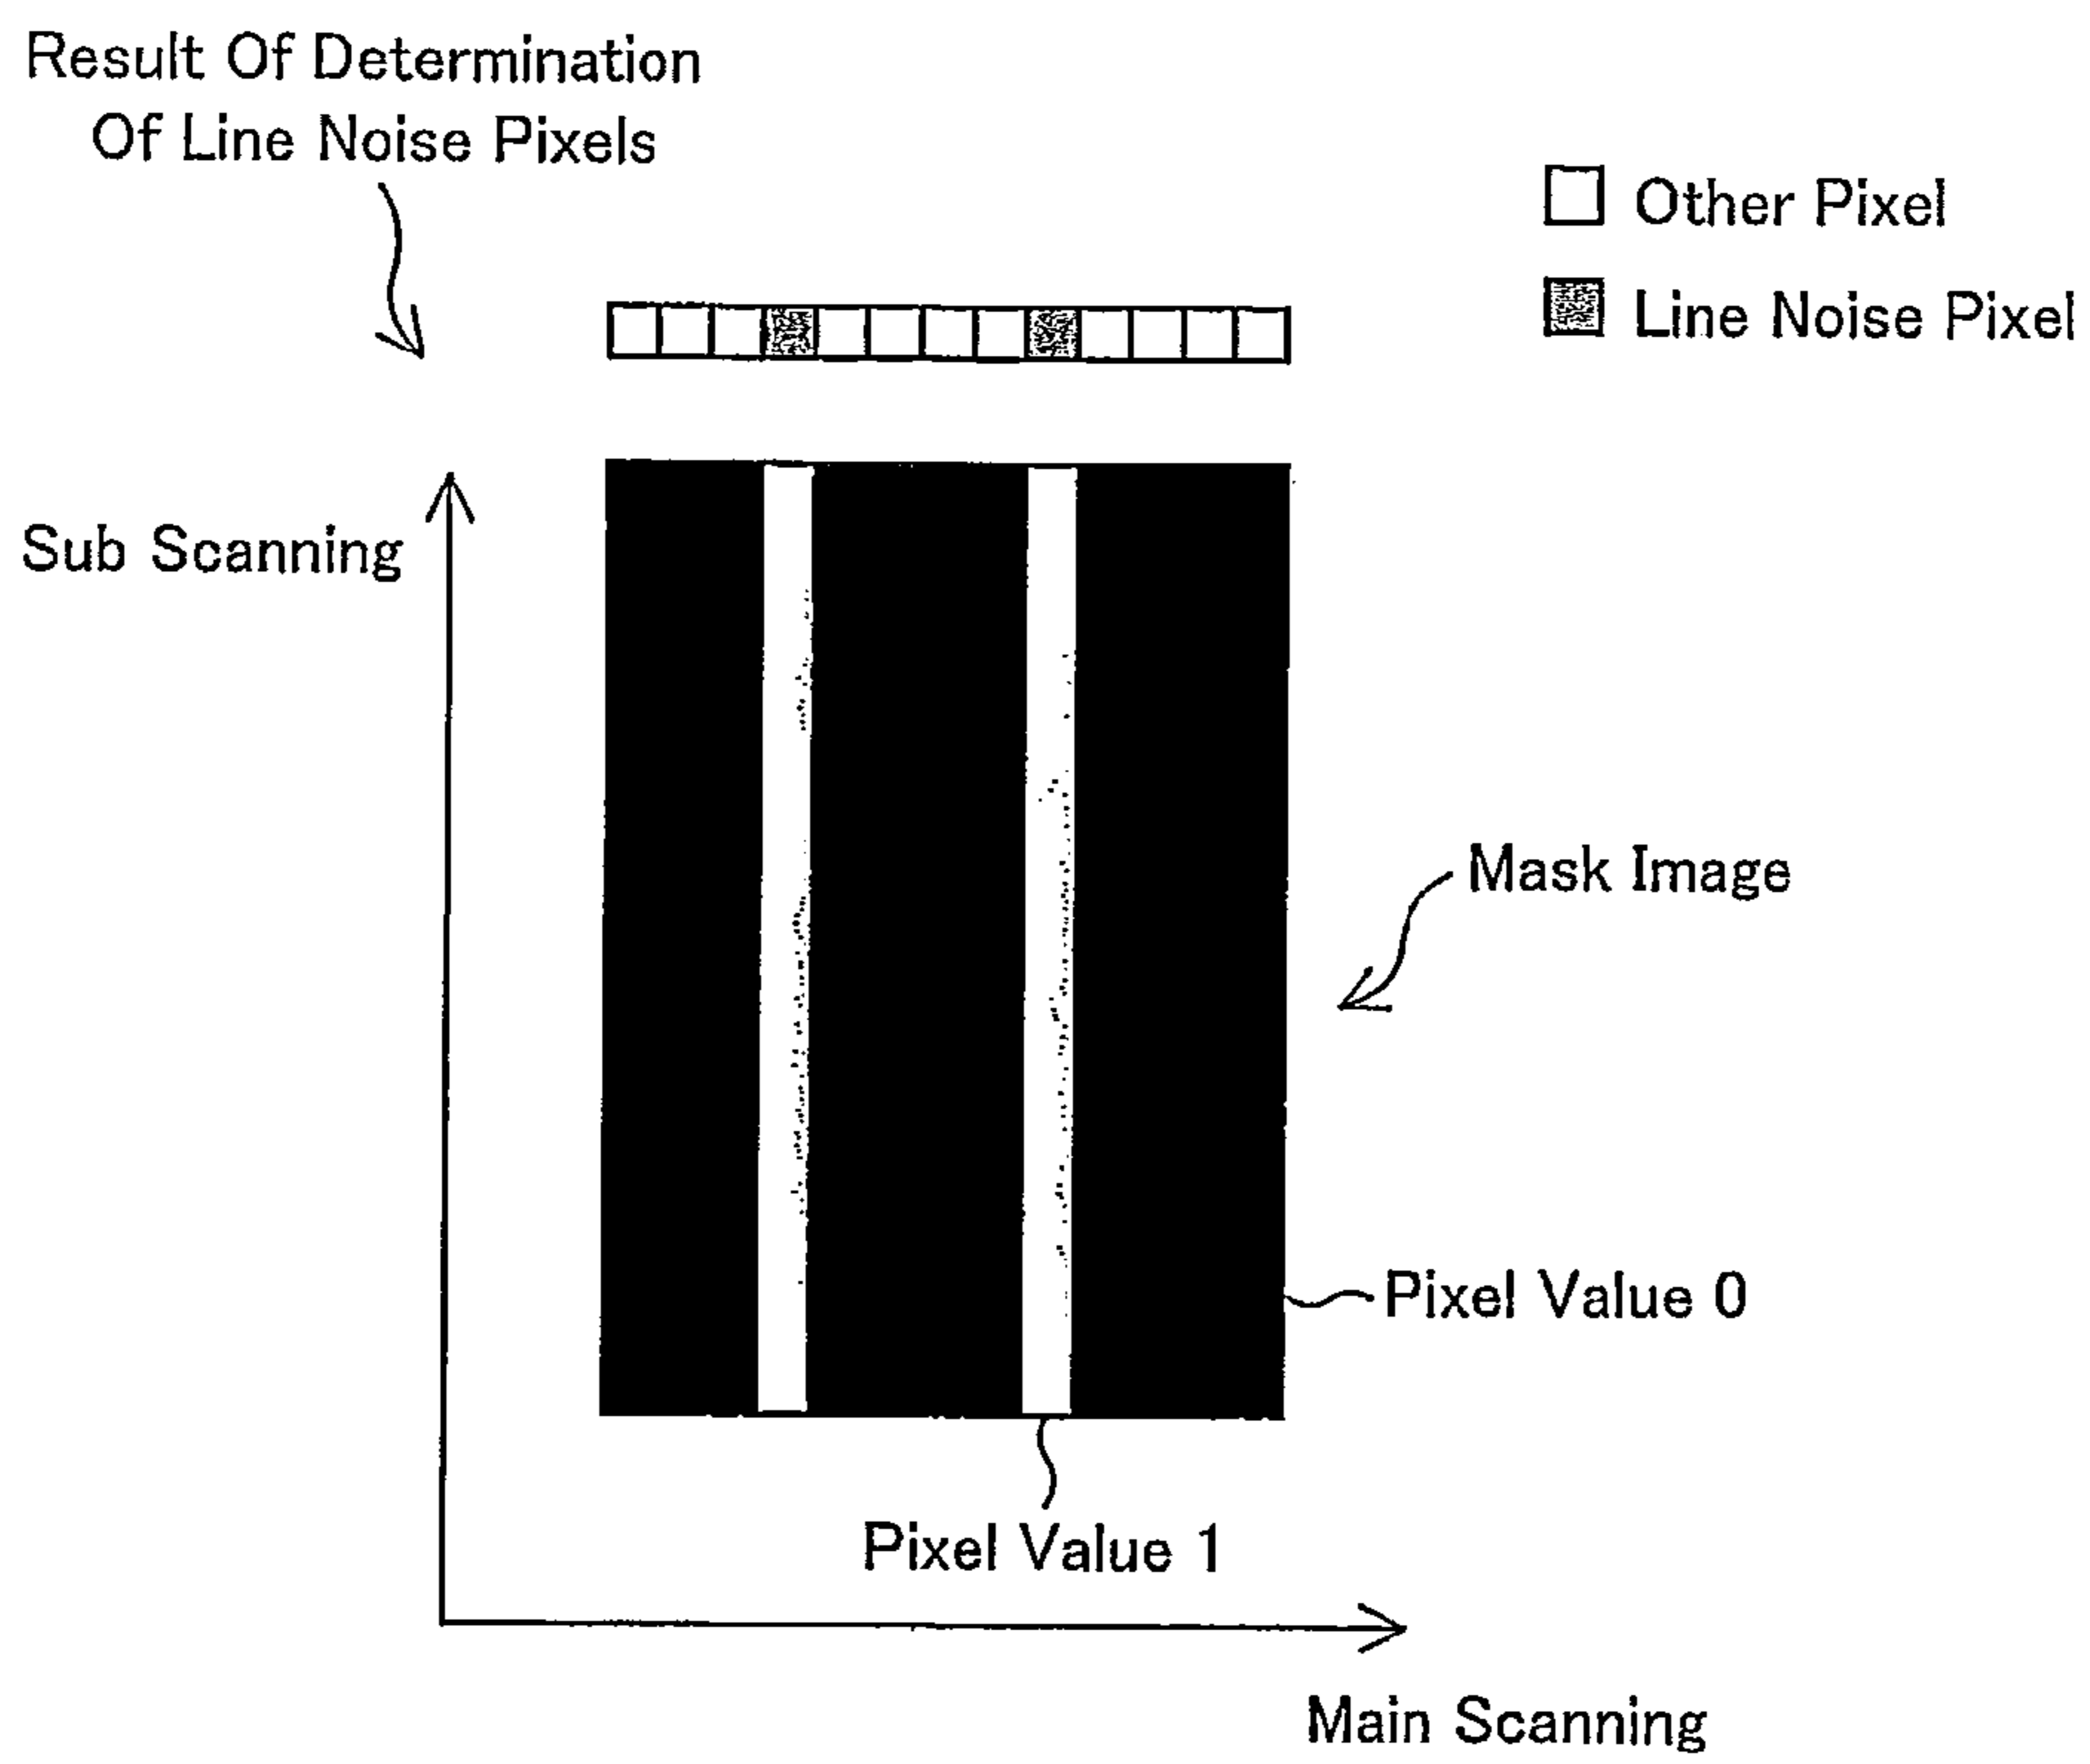 Result Of Determination
Of Line Noise Pixels
Other Pixel
Line Noise Pixel
Sub Scanning
Mask Image
Pixel Value 0
Pixel Value 1
Main Scanning